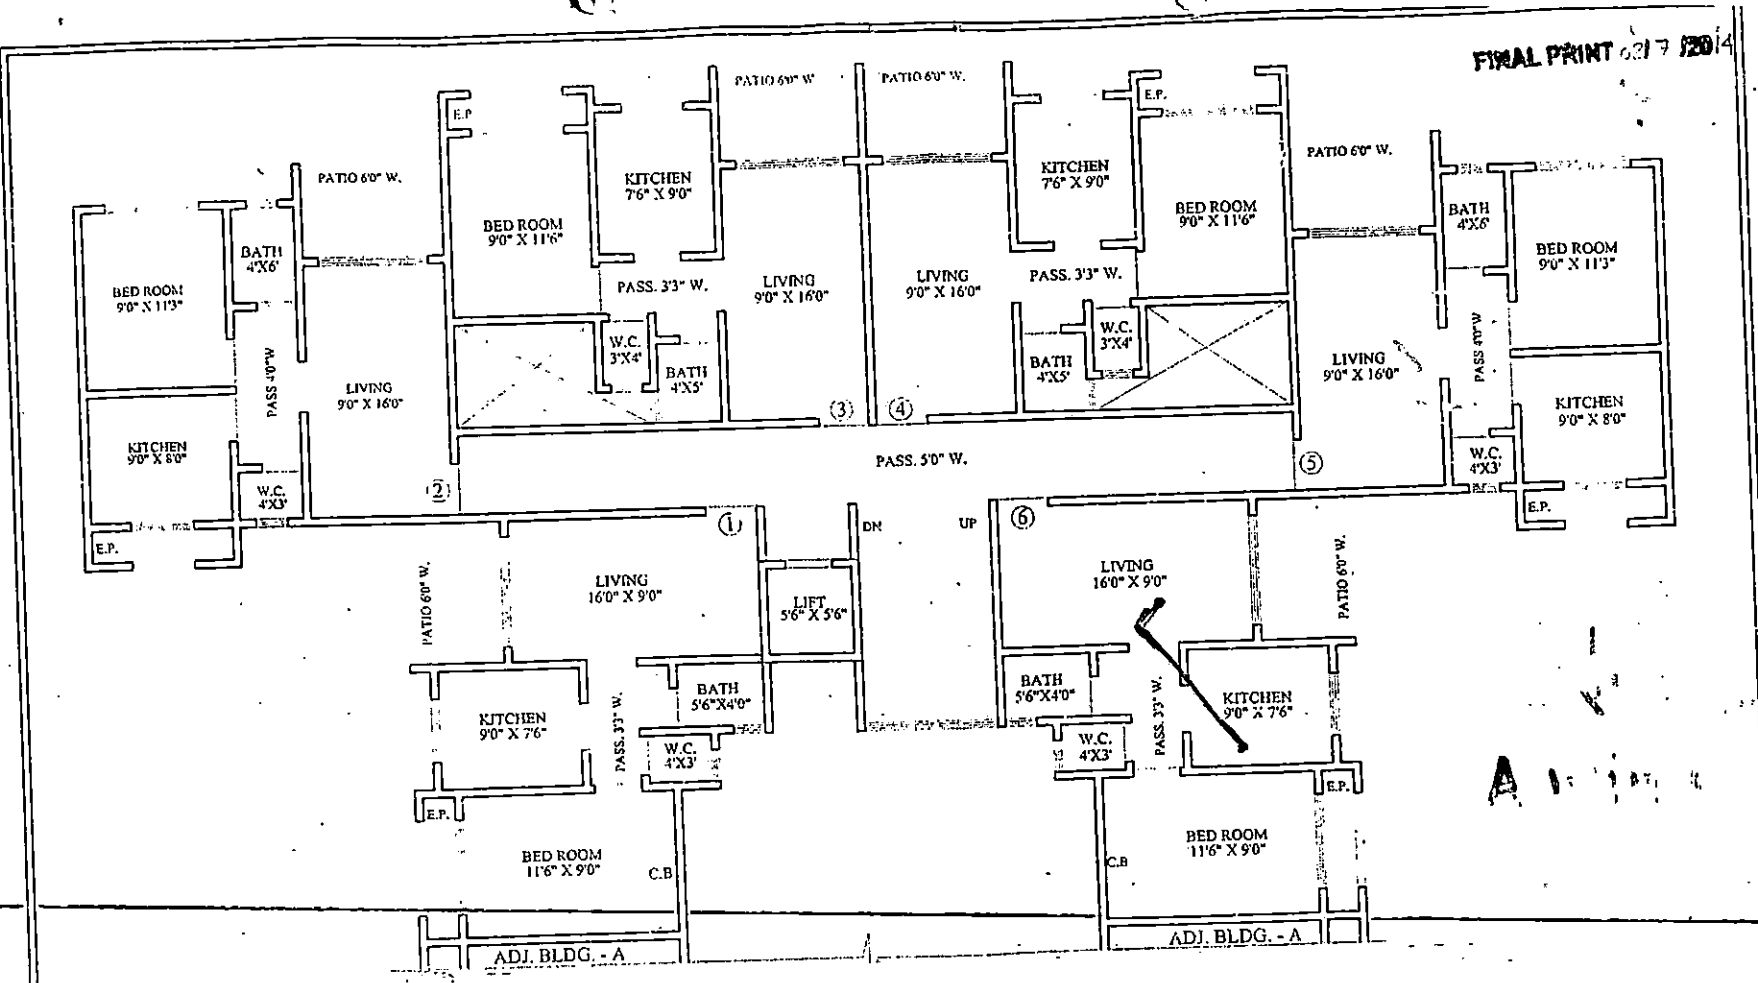 FINAL PRINT
PATIO 6'0" W
PATIO 6'0" W.
E.P
E.P.
PATIO 6'0" W.
PATIO 6'0" W.
KITCHEN
7'6" X 9'0"
KITCHEN
7'6" X 9'0"
BED ROOM
9'0" X 11'6"
BED ROOM
9'0" X 11'6"
BATH
4'X6'
BATH
4'X6'
BED ROOM
9'0" X 11'3"
BED ROOM
9'0" X 11'3"
PASS. 3'3" W.
LIVING
9'0" X 16'0"
LIVING
9'0" X 16'0"
PASS. 3'3" W.
W.C.
3'X4'
W.C.
3'X4'
BATH
4'X5'
BATH
4'X5'
PASS 4'0"W
LIVING
9'0" X 16'0"
LIVING
9'0" X 16'0"
PASS 4'0"W
3
4
KITCHEN
9'0" X 8'0"
KITCHEN
9'0" X 8'0"
PASS. 5'0" W.
W.C.
4'X3'
2
5
W.C.
4'X3'
E.P.
E.P.
1
DN
UP
6
PATIO 6'0" W.
LIVING
16'0" X 9'0"
LIFT
5'6" X 5'6"
LIVING
16'0" X 9'0"
PATIO 6'0" W.
KITCHEN
9'0" X 7'6"
PASS. 3'3" W.
BATH
5'6"X4'0"
BATH
5'6"X4'0"
PASS. 3'3" W.
KITCHEN
9'0" X 7'6"
W.C.
4'X3'
W.C.
4'X3'
E.P.
E.P.
BED ROOM
11'6" X 9'0"
C.B
C.B
BED ROOM
11'6" X 9'0"
ADJ. BLDG. - A
ADJ. BLDG. - A